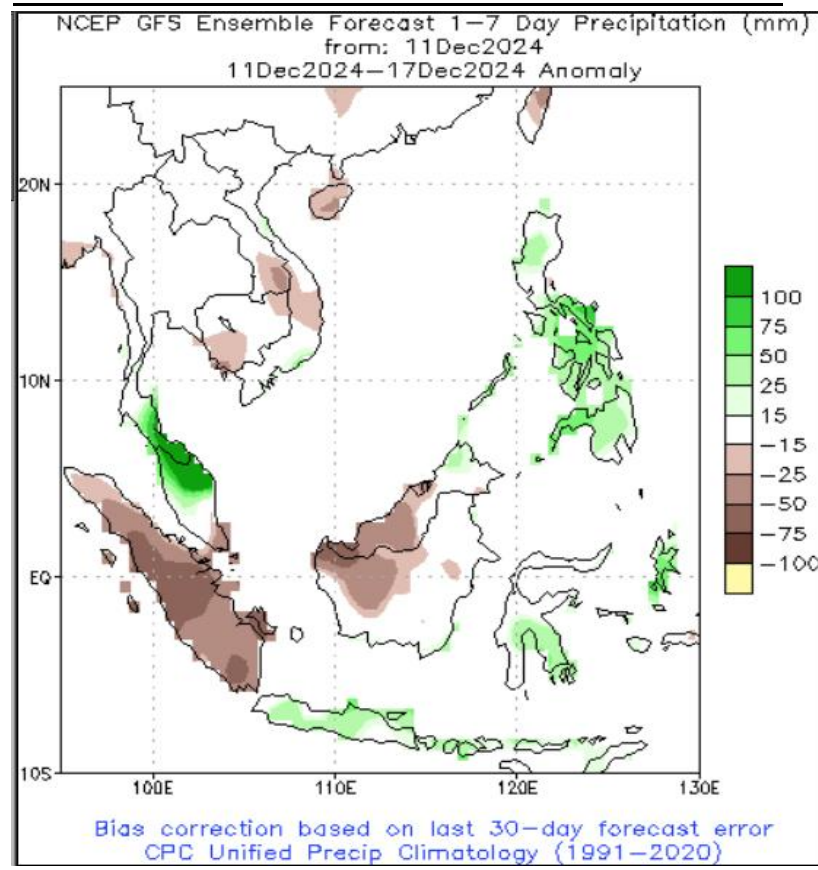 NCEP GFS Ensemble Forecast 1−7 Day Precipitation (mm)
from: 11Dec2024
11Dec2024−17Dec2024 Anomaly
20N
10N
EQ
10S
100E
110E
120E
130E
100
75
50
25
15
−15
−25
−50
−75
−100
Bias correction based on last 30−day forecast error
CPC Unified Precip Climatology (1991−2020)